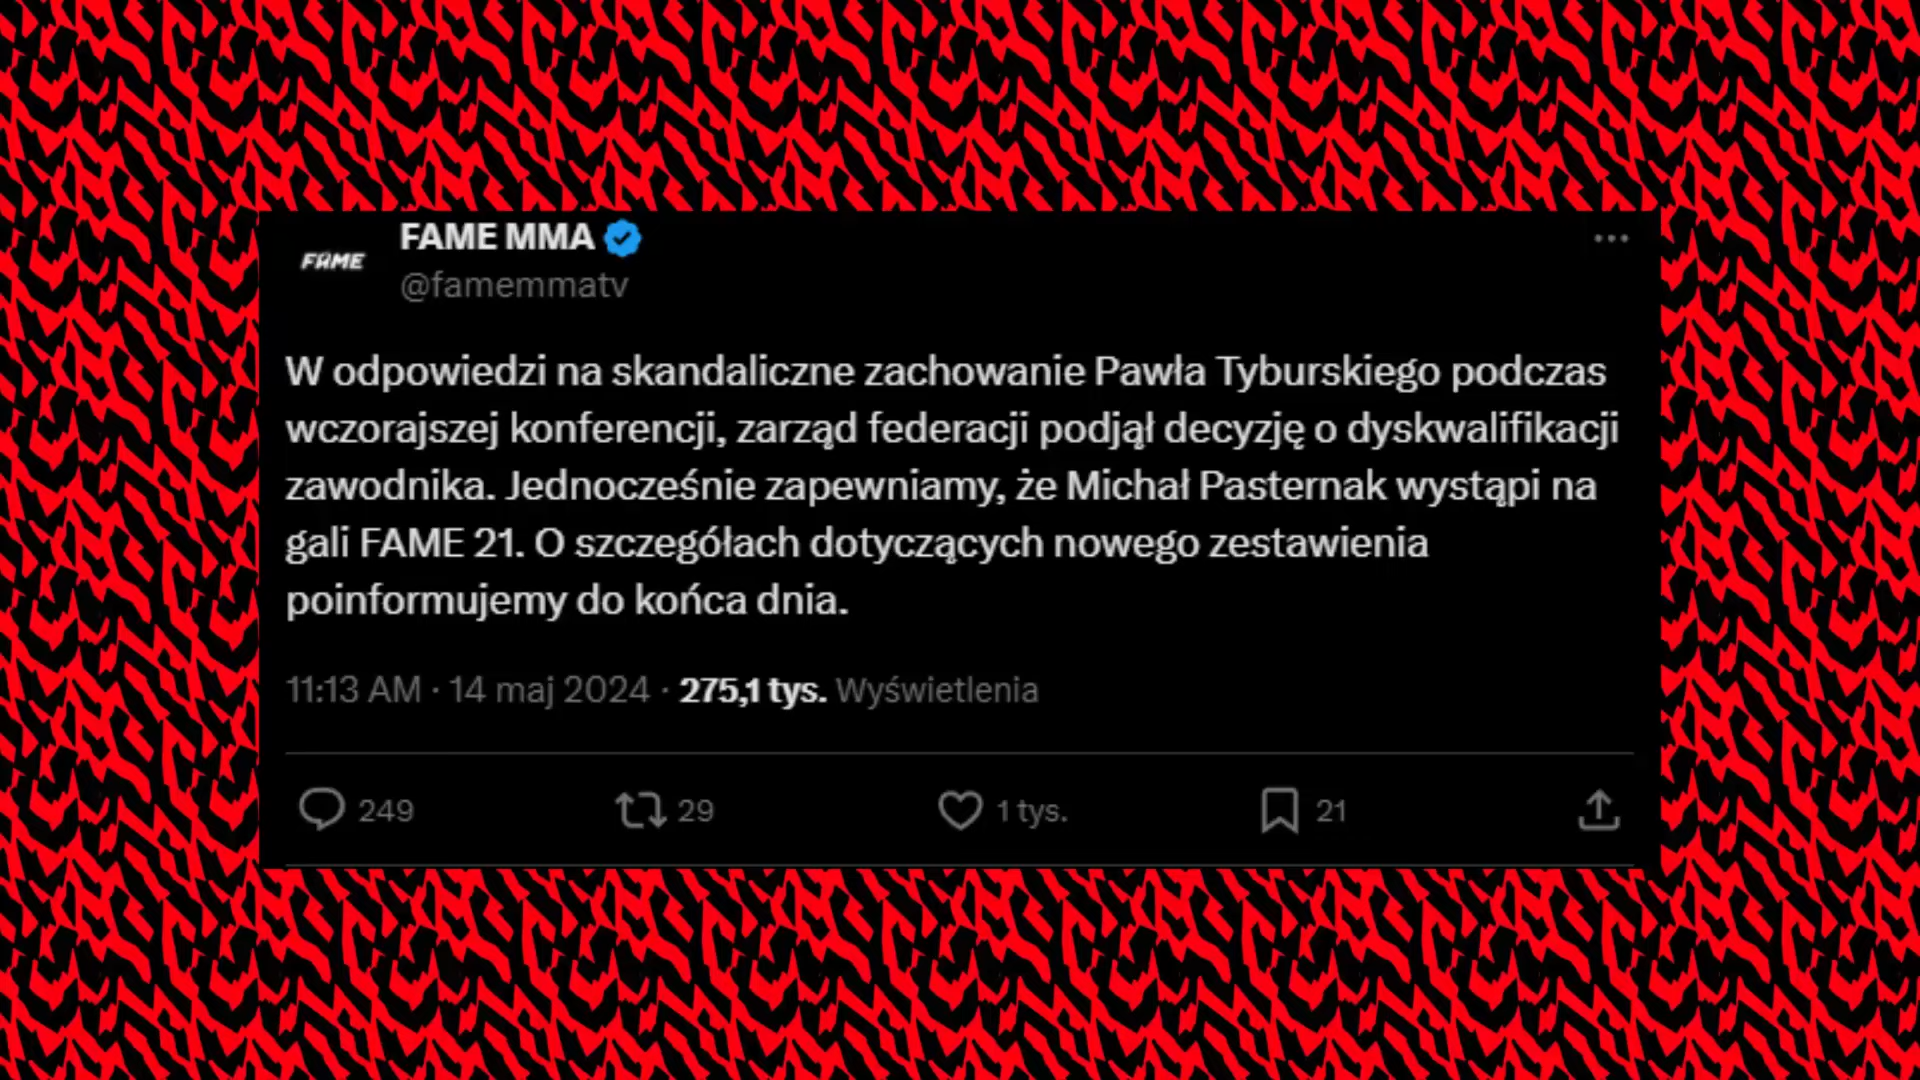 FAME
FAME MMA
@famemmatv
W odpowiedzi na skandaliczne zachowanie Pawła Tyburskiego podczas
wczorajszej konferencji, zarząd federacji podjął decyzję o dyskwalifikacji
zawodnika. Jednocześnie zapewniamy, że Michał Pasternak wystąpi na
gali FAME 21. O szczegółach dotyczących nowego zestawienia
poinformujemy do końca dnia.
11:13 AM · 14 maj 2024 · 275,1 tys. Wyświetlenia
249 29 1 tys. 21